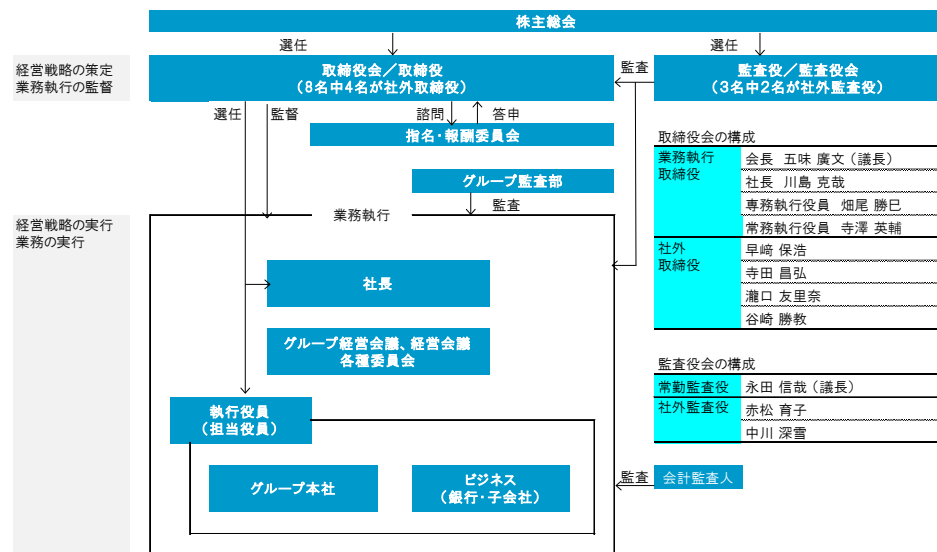 株主総会
選任
選任
経営戦略の策定
業務執行の監督
取締役会／取締役
（8名中4名が社外取締役）
監査
監査役／監査役会
（3名中2名が社外監査役）
選任
監督
諮問
答申
指名・報酬委員会
グループ監査部
監査
経営戦略の実行
業務の実行
業務執行
社長
グループ経営会議、経営会議
各種委員会
執行役員
（担当役員）
グループ本社
ビジネス
（銀行・子会社）
取締役会の構成
業務執行
取締役
会長 五味 廣文（議長）
社長 川島 克哉
専務執行役員 畑尾 勝巳
常務執行役員 寺澤 英輔
社外
取締役
早﨑 保浩
寺田 昌弘
瀧口 友里奈
谷崎 勝教
監査役会の構成
常勤監査役
永田 信哉（議長）
社外監査役
赤松 育子
中川 深雪
監査
会計監査人